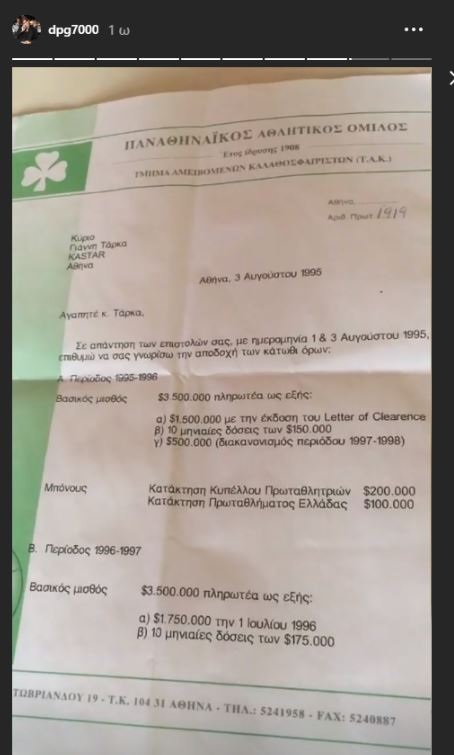 dpg7000 1 ω
ΠΑΝΑΘΗΝΑΪΚΟΣ ΑΘΛΗΤΙΚΟΣ ΟΜΙΛΟΣ
Έτος ίδρυσης 1908
ΤΜΗΜΑ ΑΜΕΙΒΟΜΕΝΩΝ ΚΑΛΑΘΟΣΦΑΙΡΙΣΤΩΝ (Τ.Α.Κ.)
Αθήνα,
Αριθ. Πρωτ. 1919
Κύριο
Γιάννη Τάρκα
KASTAR
Αθήνα
Αθήνα, 3 Αυγούστου 1995
Αγαπητέ κ. Τάρκα,
Σε απάντηση των επιστολών σας, με ημερομηνία 1 & 3 Αυγούστου 1995,
επιθυμώ να σας γνωρίσω την αποδοχή των κάτωθι όρων:
Α. Περίοδος 1995-1996
Βασικός μισθός $3.500.000 πληρωτέα ως εξής:
α) $1.500.000 με την έκδοση του Letter of Clearence
β) 10 μηνιαίες δόσεις των $150.000
γ) $500.000 (διακανονισμός περιόδου 1997-1998)
Μπόνους Κατάκτηση Κυπέλλου Πρωταθλητριών $200.000
Κατάκτηση Πρωταθλήματος Ελλάδας $100.000
Β. Περίοδος 1996-1997
Βασικός μισθός $3.500.000 πληρωτέα ως εξής:
α) $1.750.000 την 1 Ιουλίου 1996
β) 10 μηνιαίες δόσεις των $175.000
ΤΩΒΡΙΑΝΔΟΥ 19 - Τ.Κ. 104 31 ΑΘΗΝΑ - ΤΗΛ.: 5241958 - FAX: 5240887